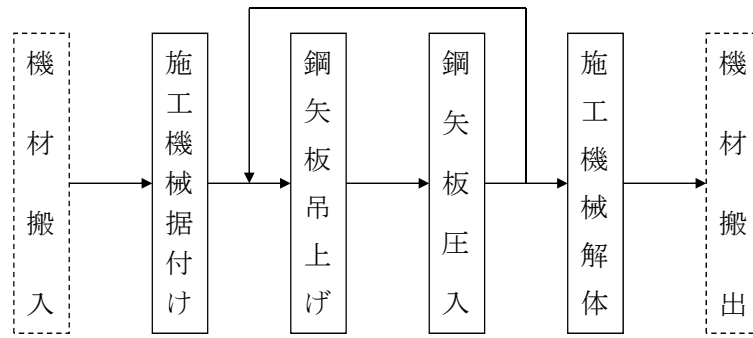 機材搬入
施工機械据付け
鋼矢板吊上げ
鋼矢板圧入
施工機械解体
機材搬出